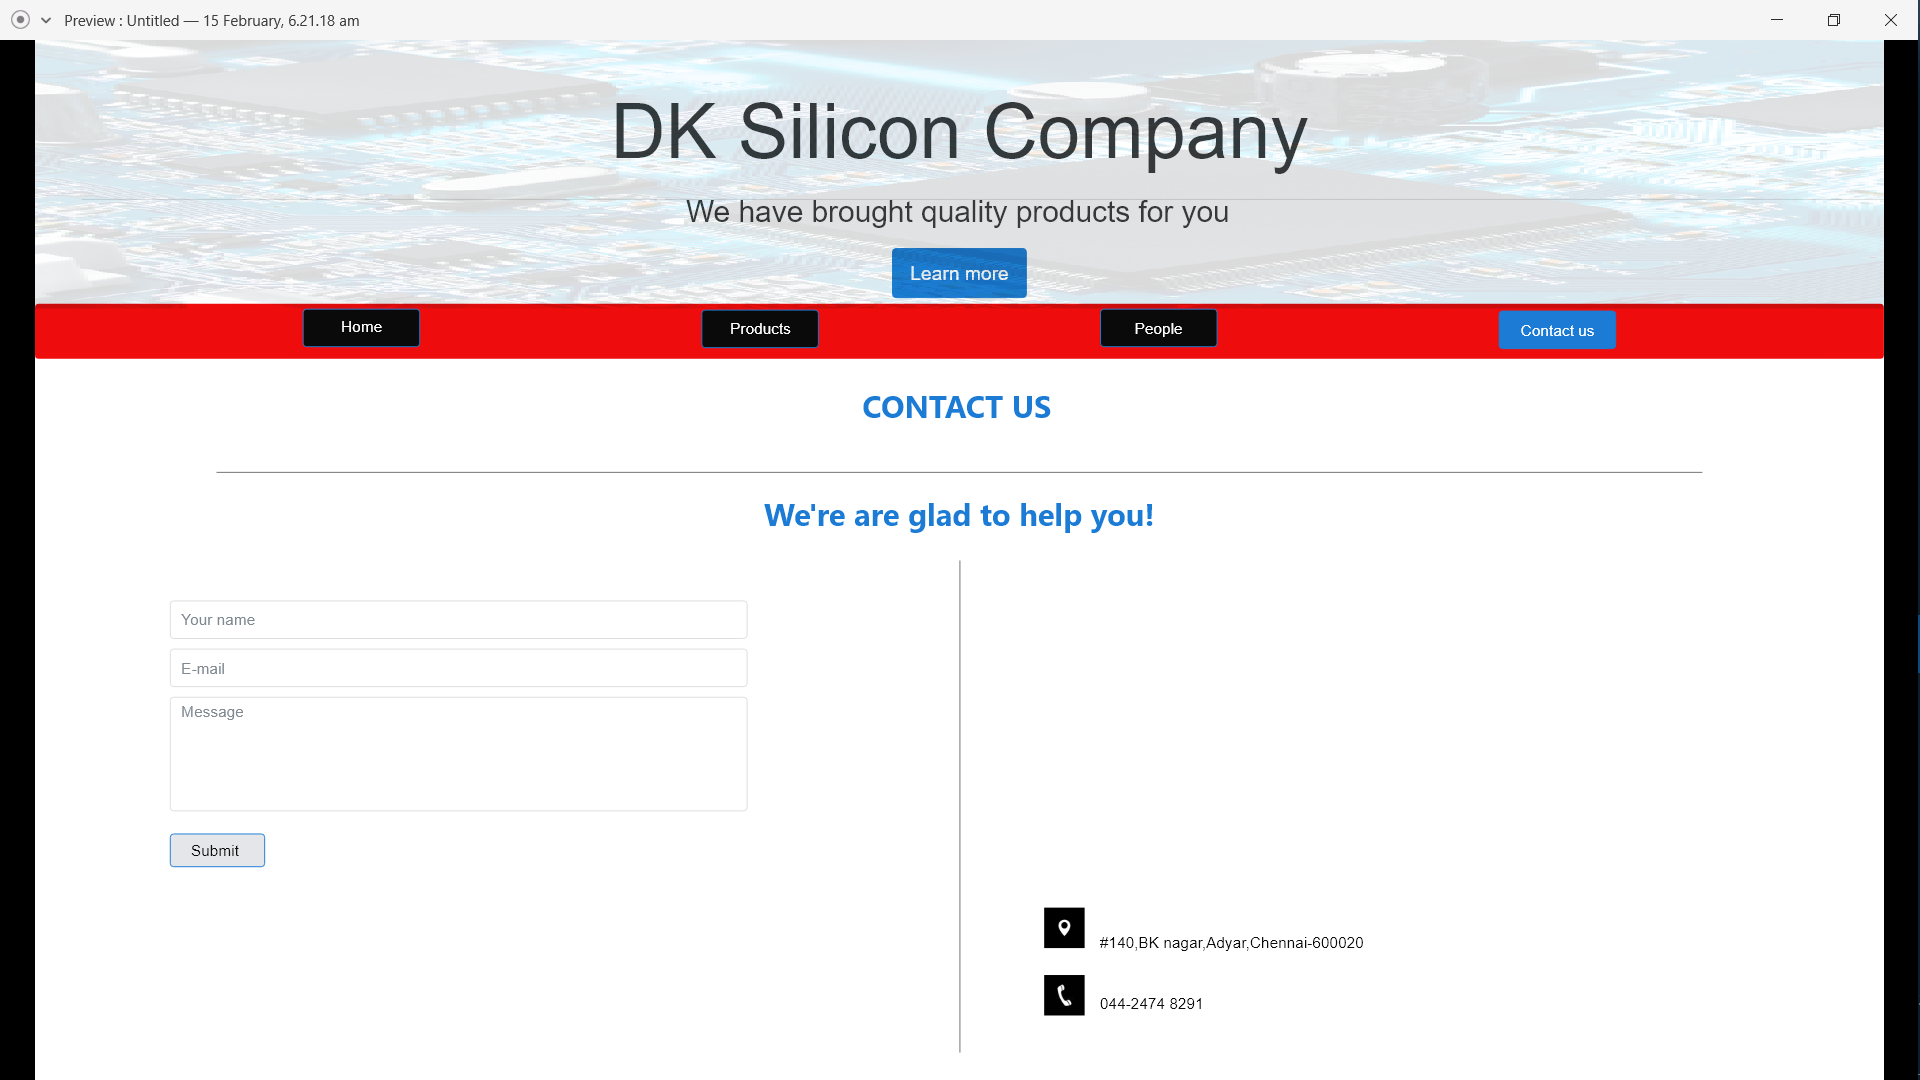 Preview : Untitled — 15 February, 6.21.18 am
DK Silicon Company
We have brought quality products for you
Learn more
Home Products People Contact us
CONTACT US
We're are glad to help you!
Your name
E-mail
Message
Submit
#140,BK nagar,Adyar,Chennai-600020
044-2474 8291